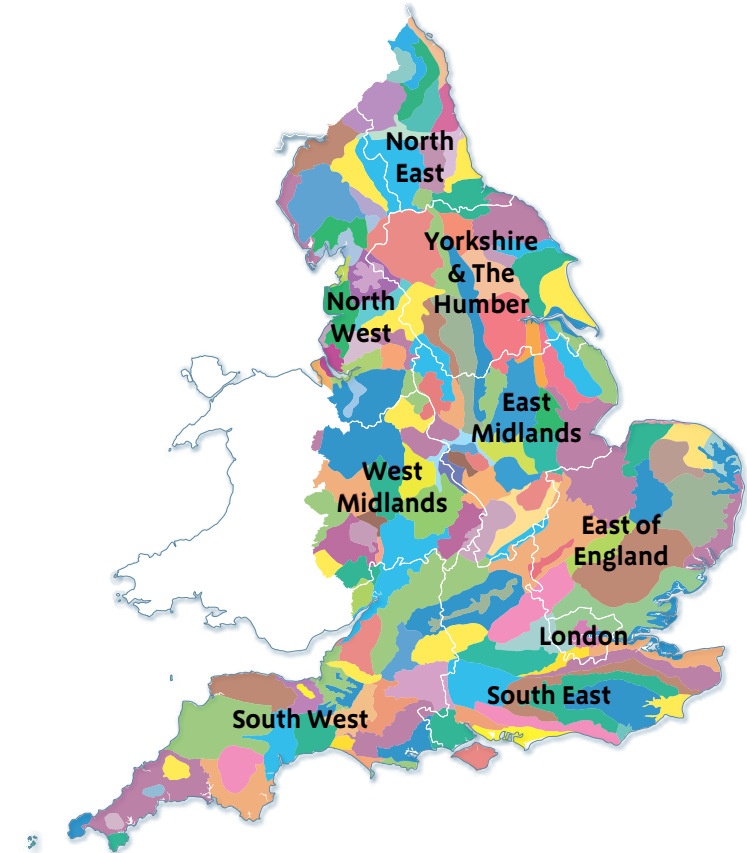 North
East
Yorkshire
& The
Humber
North
West
East
Midlands
West
Midlands
East of
England
London
South East
South West